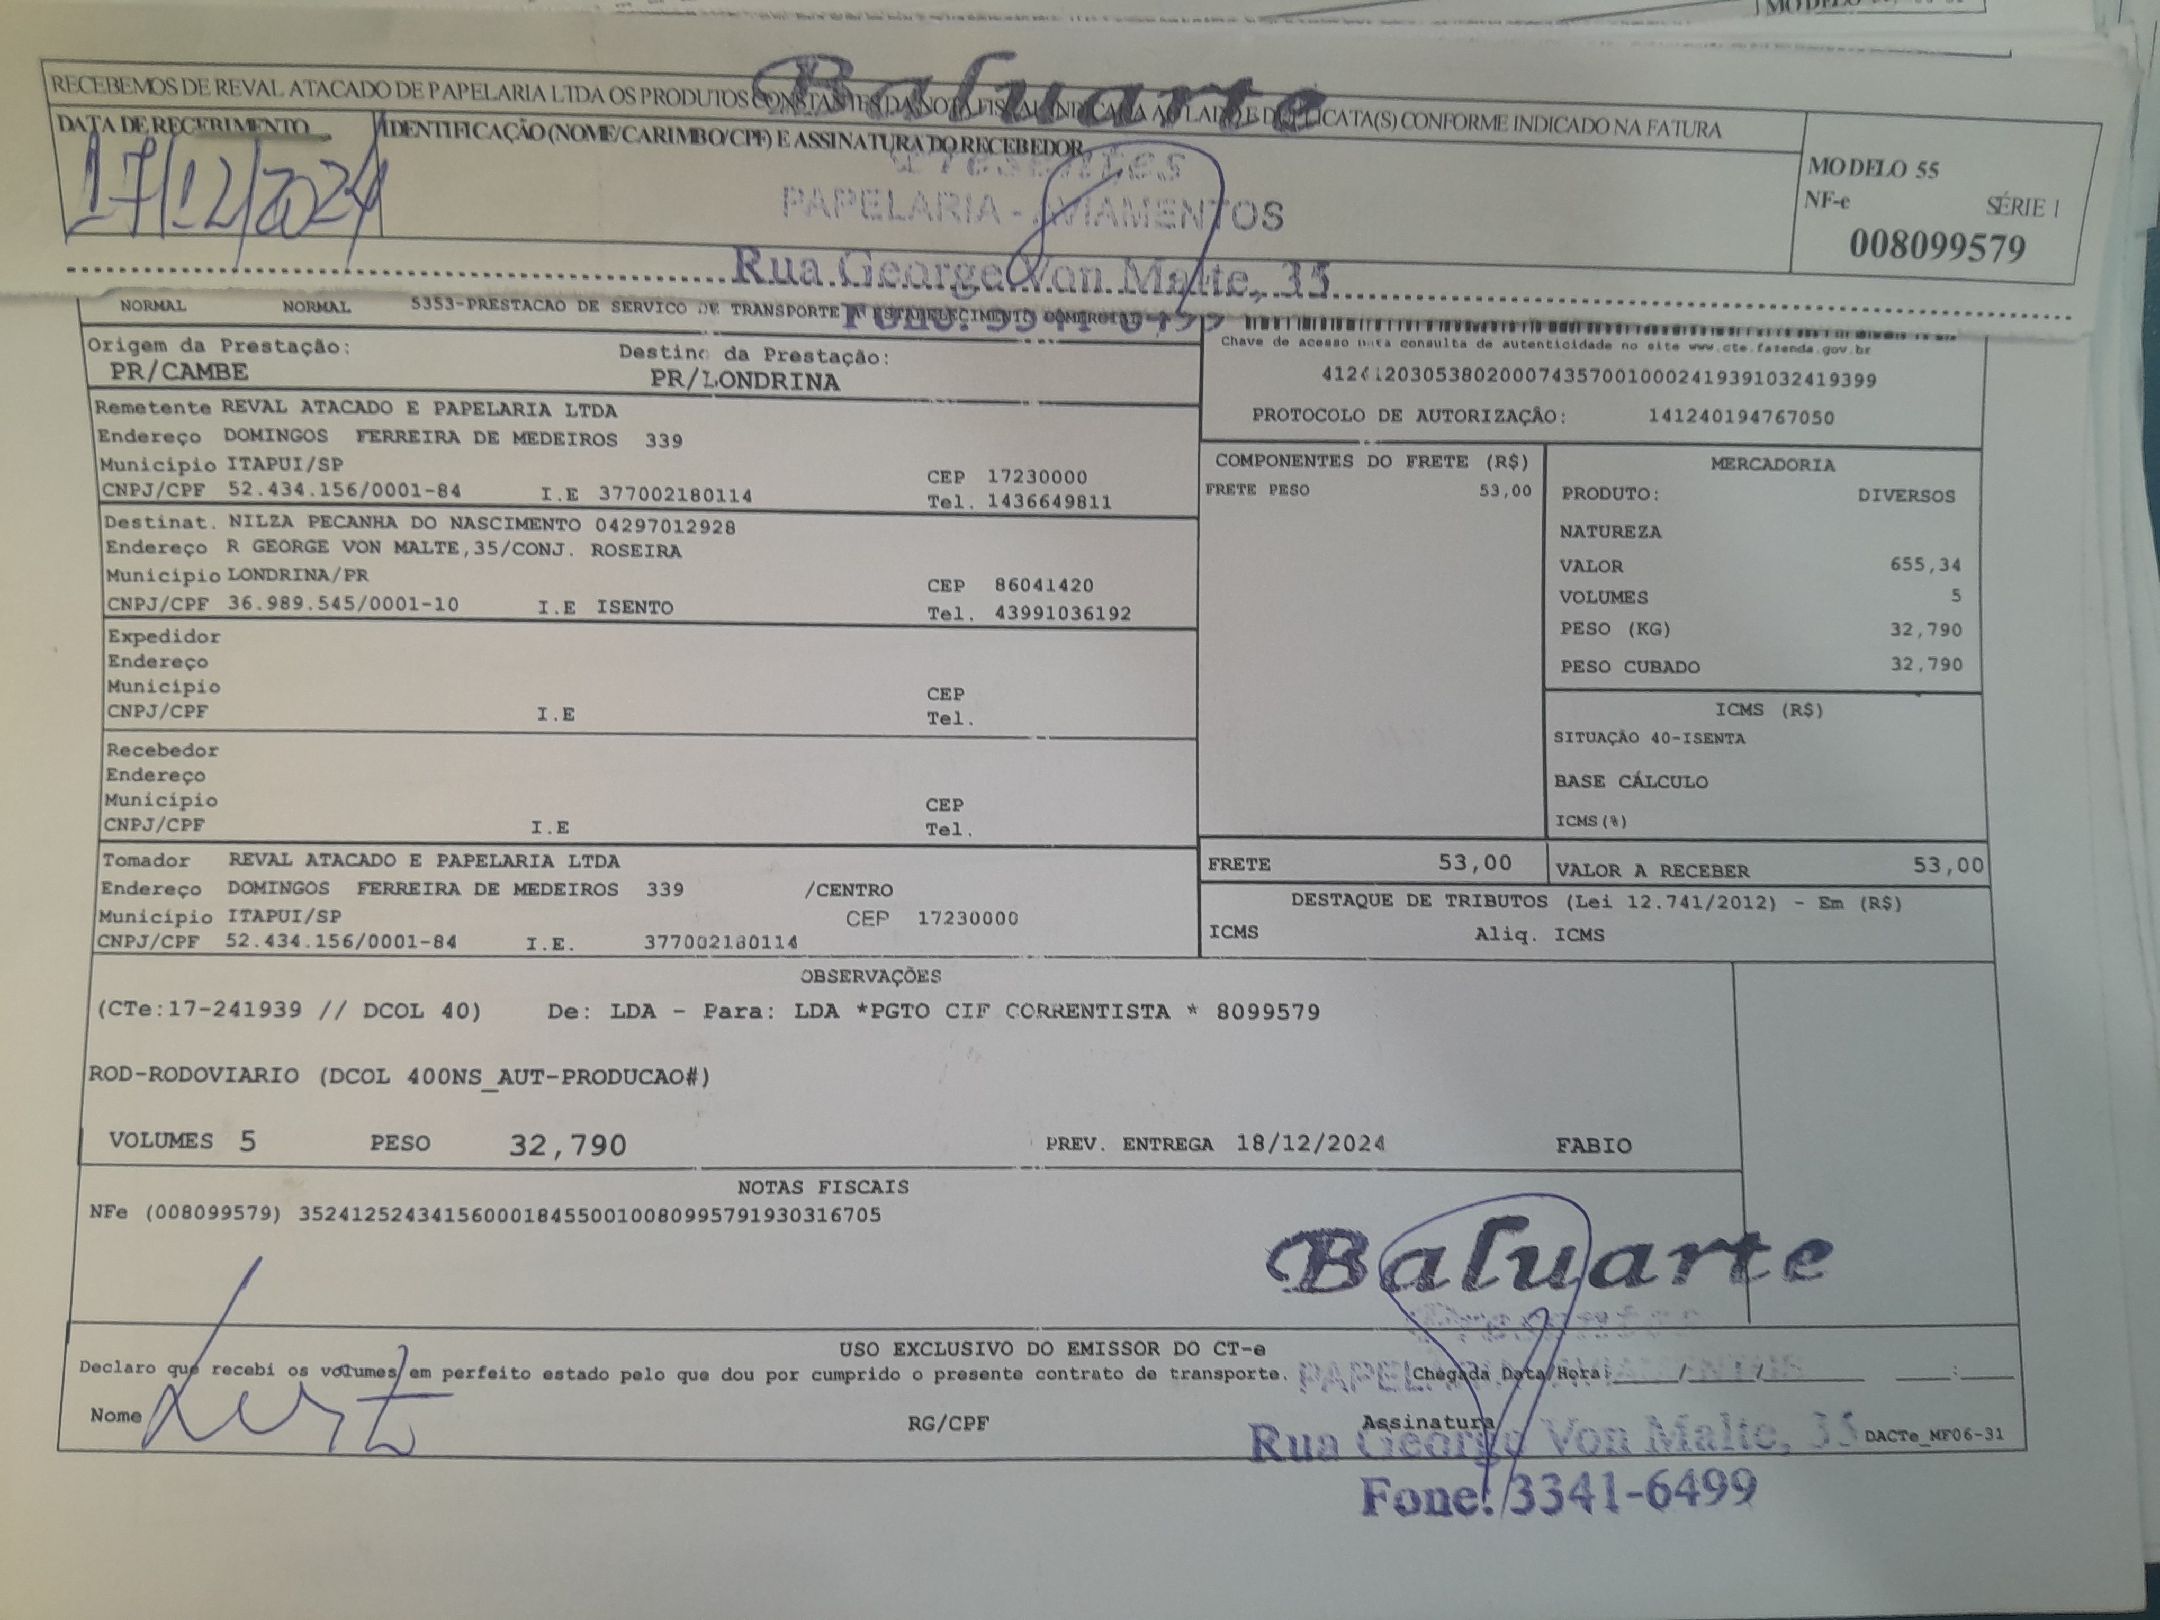 Baluarte
RECEBEMOS DE REVAL ATACADO DE PAPELARIA LTDA OS PRODUTOS CONSTANTES DA NOTA FISCAL INDICADA AO LADO E DUPLICATA(S) CONFORME INDICADO NA FATURA
DATA DE RECEBIMENTO IDENTIFICAÇÃO (NOME/CARIMBO/CPF) E ASSINATURA DO RECEBEDOR
17/12/2024
MODELO 55
NF-e SÉRIE 1
008099579
Presentes
PAPELARIA - AVIAMENTOS
Rua George Von Malte, 35
NORMAL NORMAL 5353-PRESTACAO DE SERVICO DE TRANSPORTE A ESTABELECIMENTO COMERCIAL
Chave de acesso para consulta de autenticidade no site www.cte.fazenda.gov.br
41241203053802000743570010002419391032419399
PROTOCOLO DE AUTORIZAÇÃO: 141240194767050
Origem da Prestação: Destino da Prestação:
PR/CAMBE PR/LONDRINA
Remetente REVAL ATACADO E PAPELARIA LTDA
Endereço DOMINGOS FERREIRA DE MEDEIROS 339
Município ITAPUI/SP CEP 17230000
CNPJ/CPF 52.434.156/0001-84 I.E 377002180114 Tel. 1436649811
Destinat. NILZA PECANHA DO NASCIMENTO 04297012928
Endereço R GEORGE VON MALTE,35/CONJ. ROSEIRA
Município LONDRINA/PR CEP 86041420
CNPJ/CPF 36.989.545/0001-10 I.E ISENTO Tel. 43991036192
Expedidor
Endereço
Município CEP
CNPJ/CPF I.E Tel.
Recebedor
Endereço
Município CEP
CNPJ/CPF I.E Tel.
Tomador REVAL ATACADO E PAPELARIA LTDA
Endereço DOMINGOS FERREIRA DE MEDEIROS 339 /CENTRO
Município ITAPUI/SP CEP 17230000
CNPJ/CPF 52.434.156/0001-84 I.E. 377002180114
COMPONENTES DO FRETE (R$)
FRETE PESO 53,00
MERCADORIA
PRODUTO: DIVERSOS
NATUREZA
VALOR 655,34
VOLUMES 5
PESO (KG) 32,790
PESO CUBADO 32,790
ICMS (R$)
SITUAÇÃO 40-ISENTA
BASE CÁLCULO
ICMS(%)
FRETE 53,00 VALOR A RECEBER 53,00
DESTAQUE DE TRIBUTOS (Lei 12.741/2012) - Em (R$)
ICMS Aliq. ICMS
OBSERVAÇÕES
(CTe:17-241939 // DCOL 40) De: LDA - Para: LDA *PGTO CIF CORRENTISTA * 8099579
ROD-RODOVIARIO (DCOL 400NS_AUT-PRODUCAO#)
VOLUMES 5 PESO 32,790 PREV. ENTREGA 18/12/2024 FABIO
NOTAS FISCAIS
NFe (008099579) 35241252434156000184550010080995791930316705
Baluarte
USO EXCLUSIVO DO EMISSOR DO CT-e
Declaro que recebi os volumes em perfeito estado pelo que dou por cumprido o presente contrato de transporte. Chegada Data/Hora: / / :
Nome RG/CPF Assinatura
Rua George Von Malte, 35 DACTe_MF06-31
Fone: 3341-6499